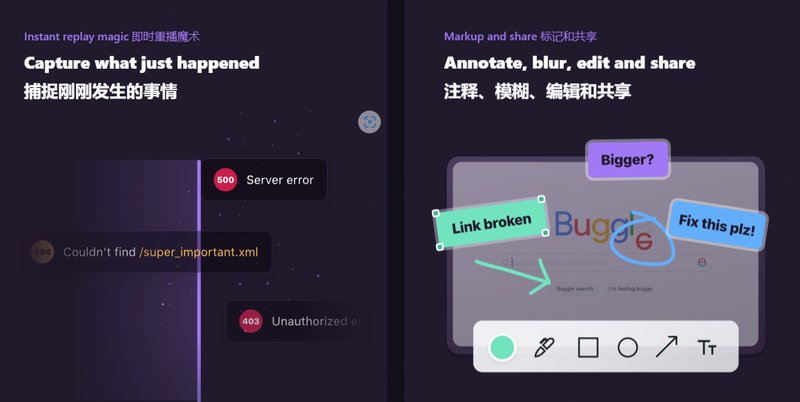 Instant replay magic 即时重播魔术
Capture what just happened
捕捉刚刚发生的事情
500 Server error
404 Couldn't find /super_important.xml
403 Unauthorized
Markup and share 标记和共享
Annotate, blur, edit and share
注释、模糊、编辑和共享
Bigger?
Link broken
Buggle
Fix this plz!
Buggle search
I'm feeling buggy
TT